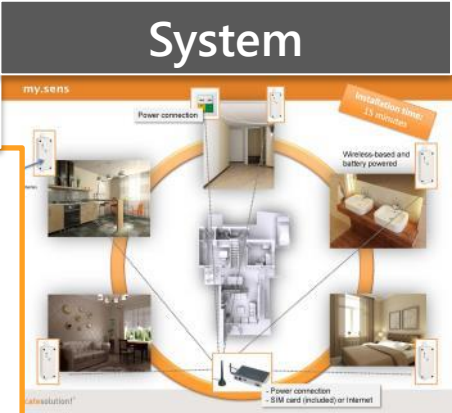 System
my.sens
Installation time:
15 minutes
Power connection
Wireless-based and
battery powered
- Power connection
- SIM card (included) or Internet